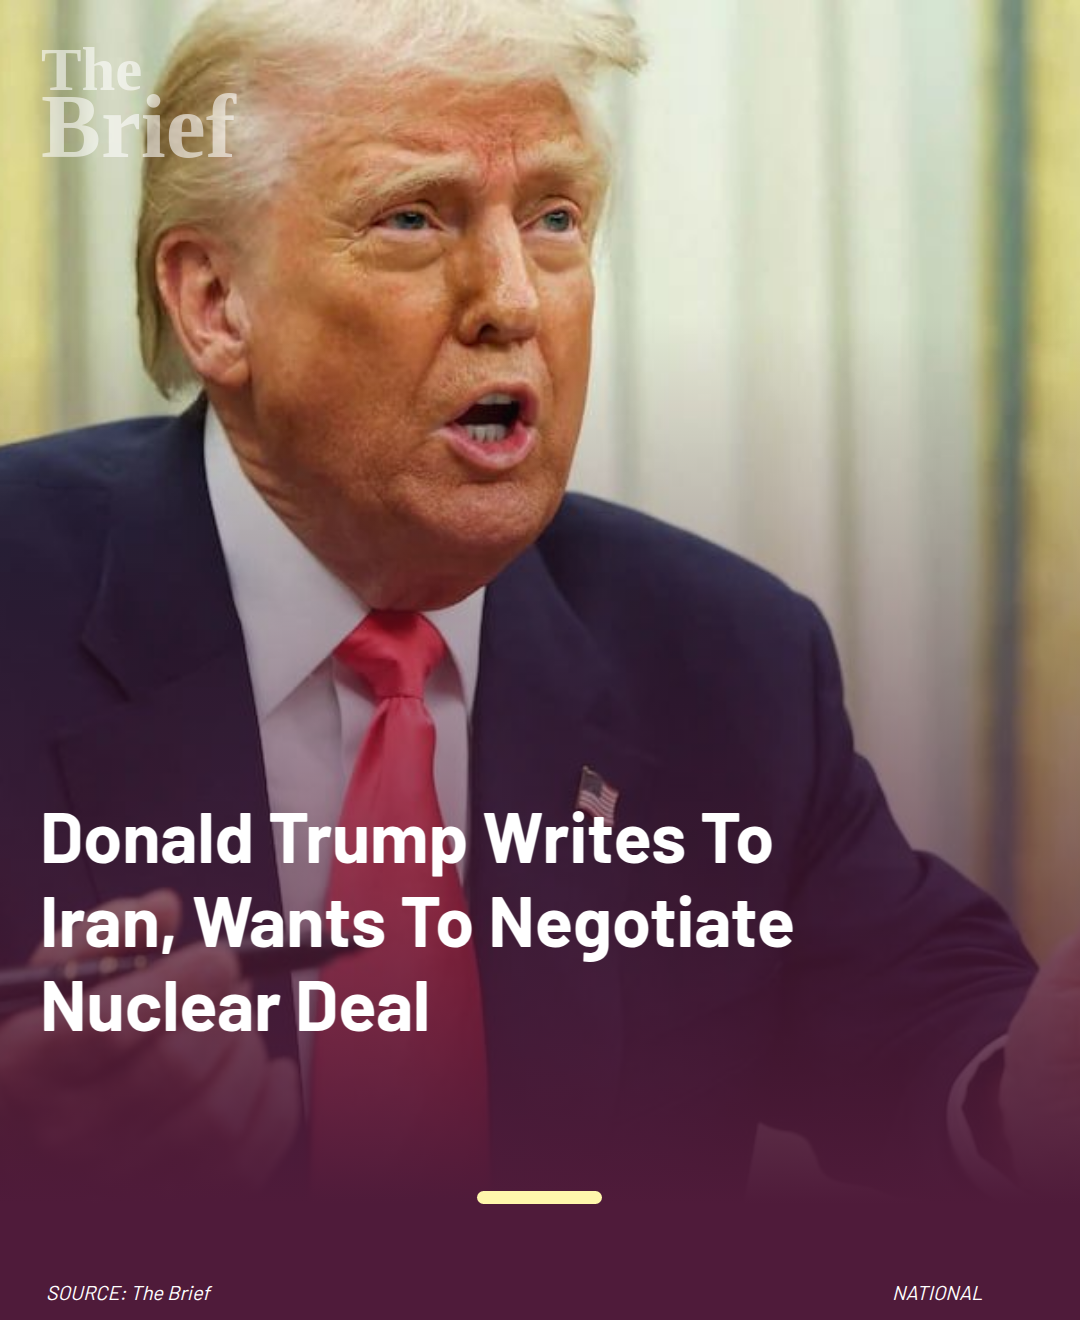 The
Brief
Donald Trump Writes To
Iran, Wants To Negotiate
Nuclear Deal
SOURCE: The Brief
NATIONAL